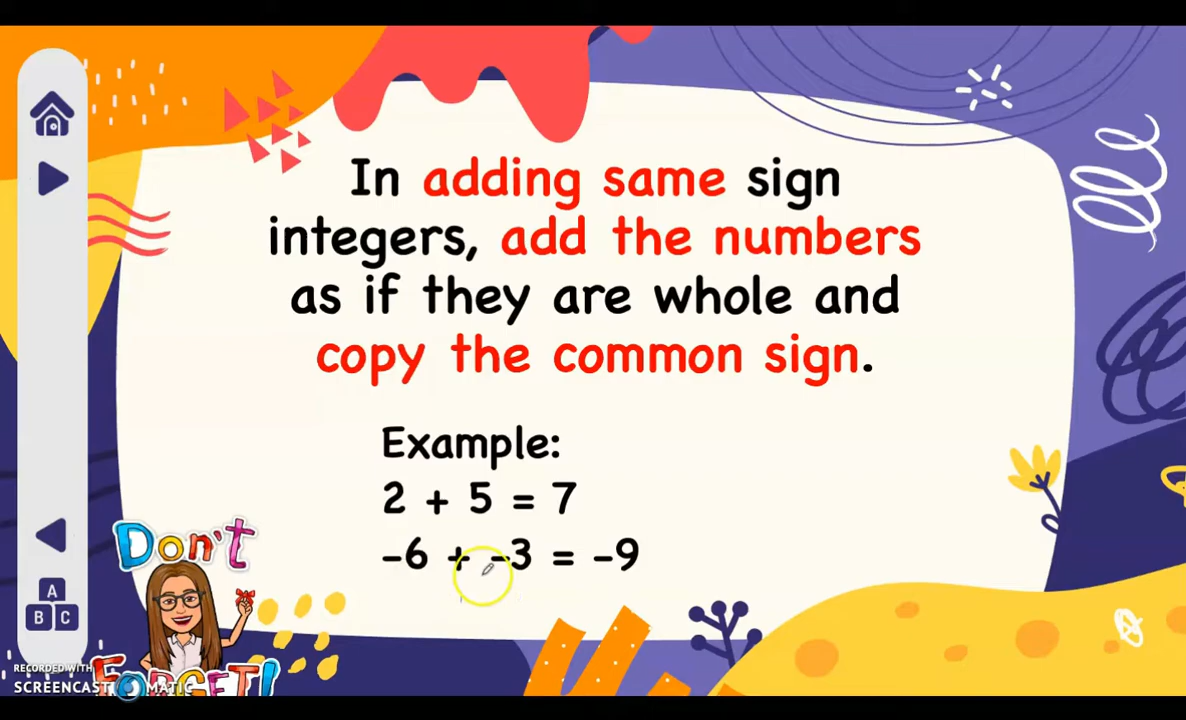 In adding same sign
integers, add the numbers
as if they are whole and
copy the common sign.
Example:
2 + 5 = 7
-6 + -3 = -9
Don't
FORGET!
A
B C
RECORDED WITH
SCREENCAST MATIC